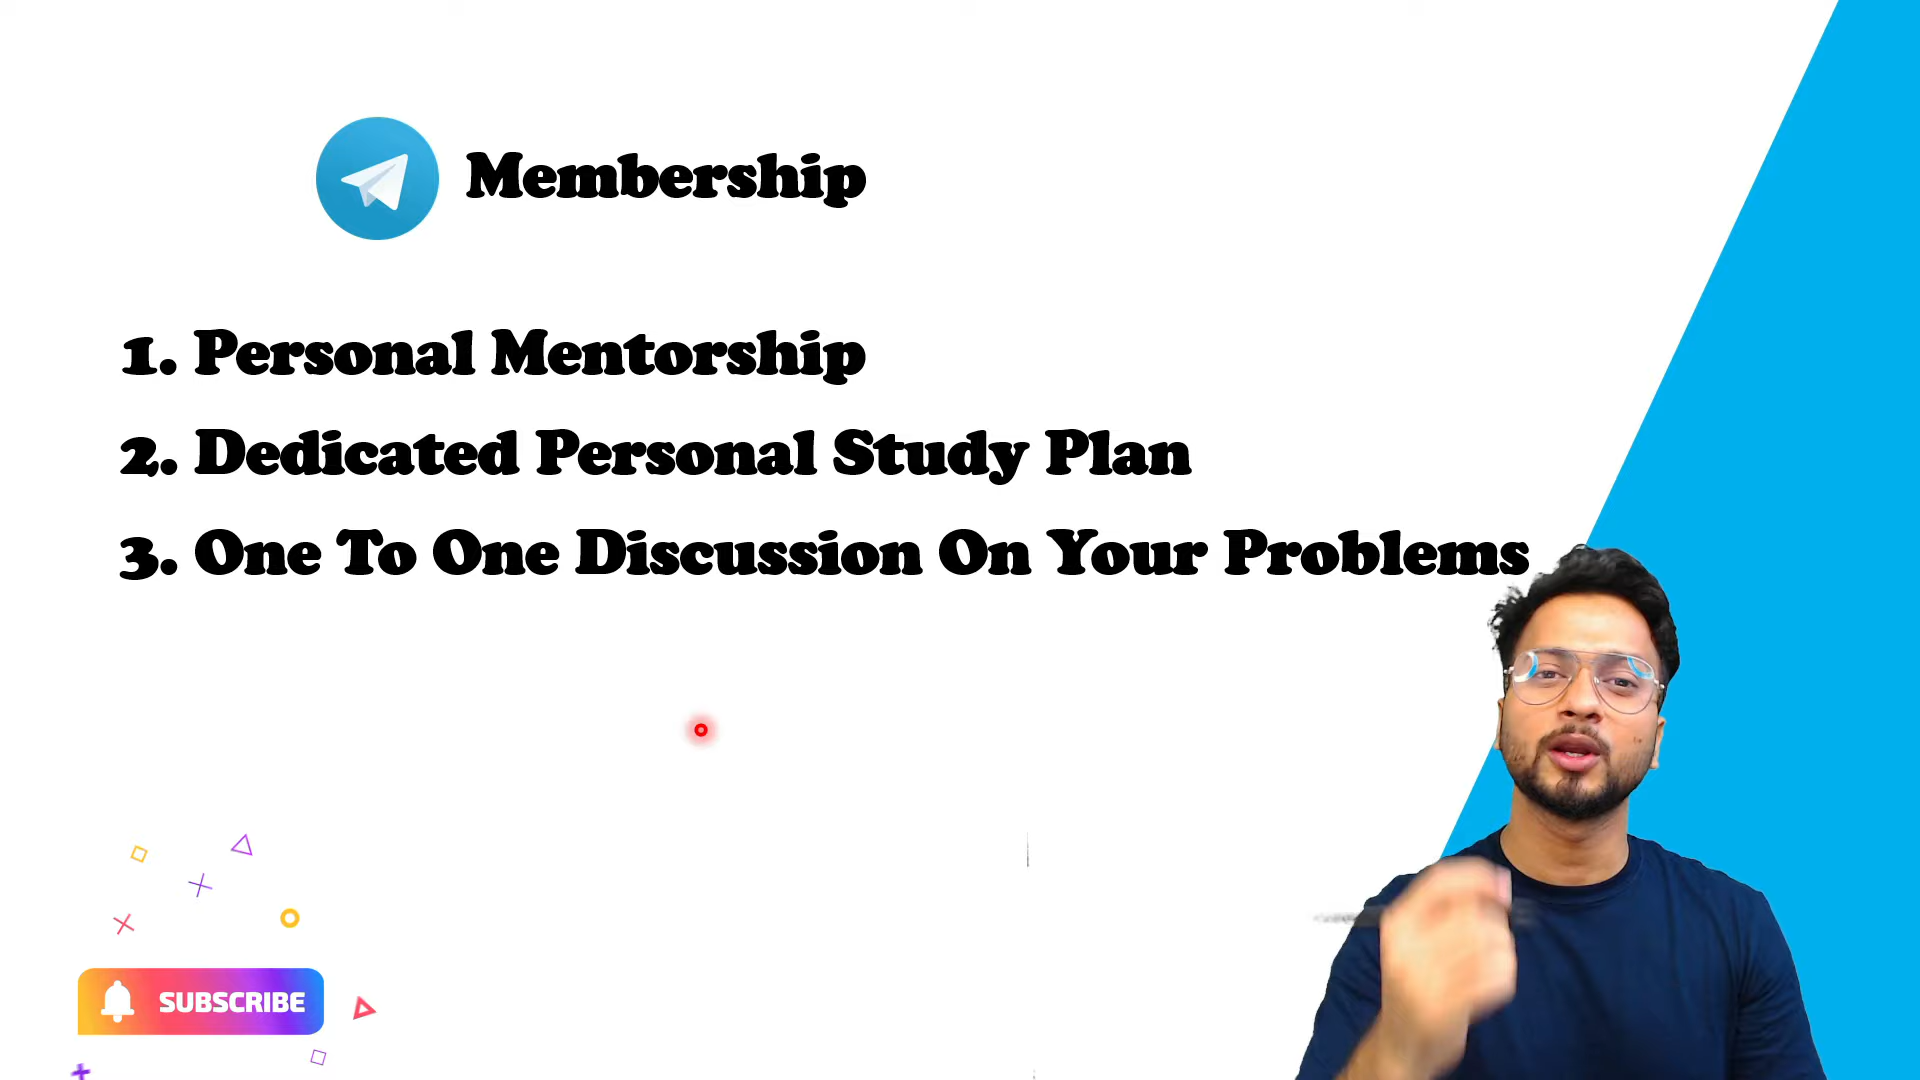 Membership
1. Personal Mentorship
2. Dedicated Personal Study Plan
3. One To One Discussion On Your Problems
SUBSCRIBE